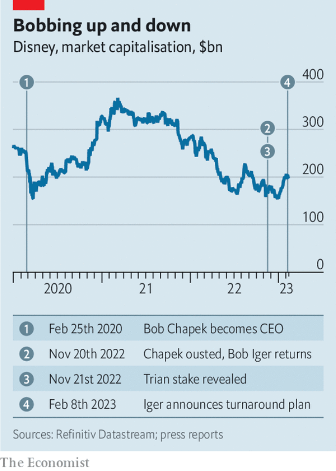 Bobbing up and down
Disney, market capitalisation, $bn
1
4
400
2
300
3
200
100
0
2020
21
22
23
1 Feb 25th 2020 Bob Chapek becomes CEO
2 Nov 20th 2022 Chapek ousted, Bob Iger returns
3 Nov 21st 2022 Trian stake revealed
4 Feb 8th 2023 Iger announces turnaround plan
Sources: Refinitiv Datastream; press reports
The Economist